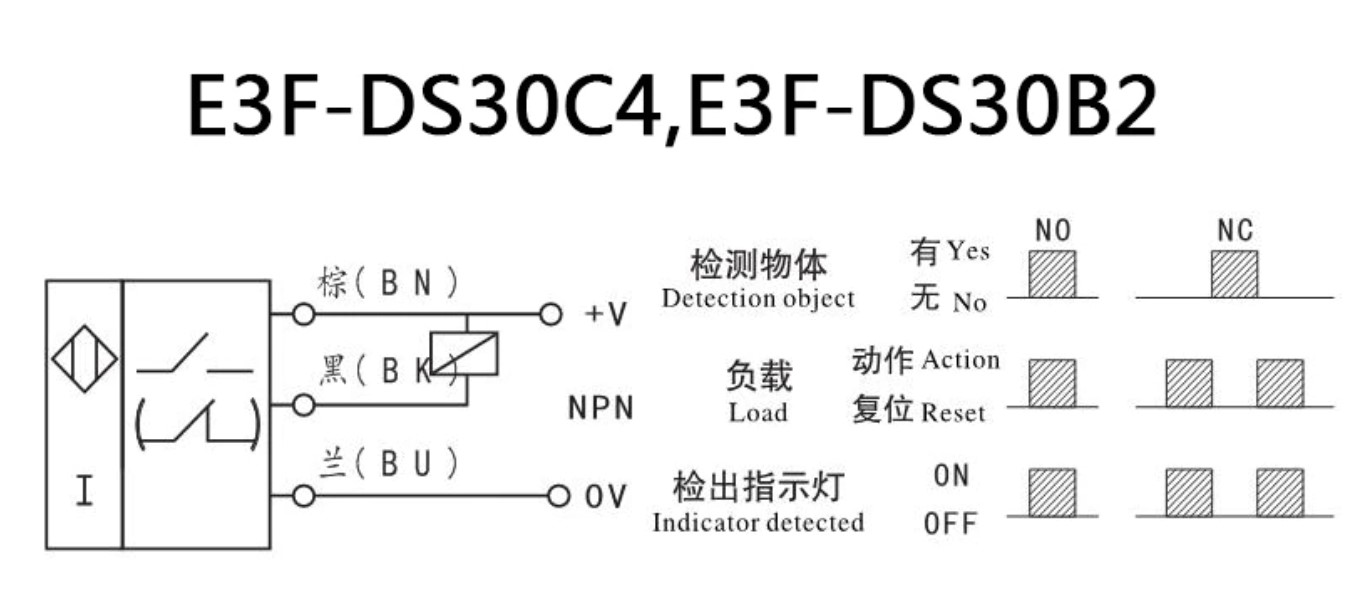 E3F-DS30C4,E3F-DS30B2
棕(BN)
+V
黑(BK)
NPN
兰(BU)
0V
I
检测物体
Detection object
有 Yes
无 No
NO
NC
负载
Load
动作 Action
复位 Reset
检出指示灯
Indicator detected
ON
OFF